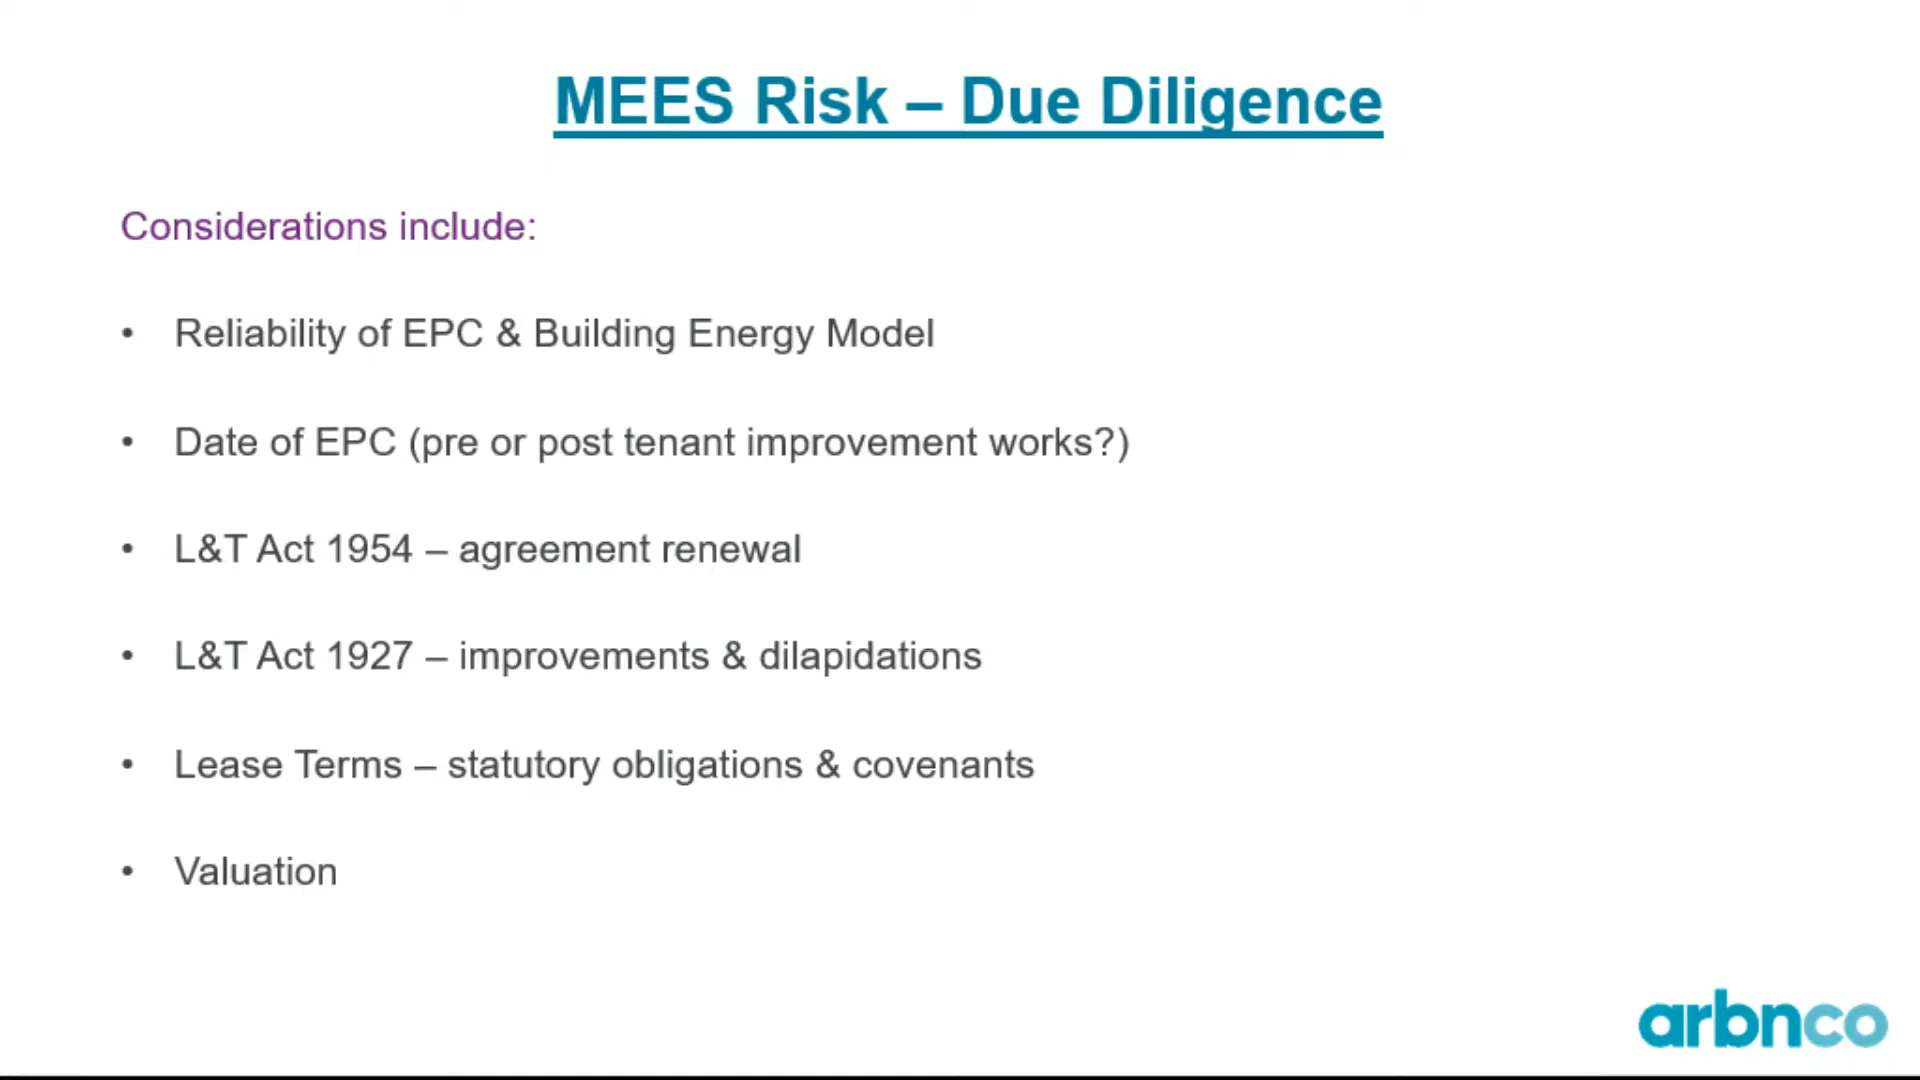 MEES Risk – Due Diligence
Considerations include:
• Reliability of EPC & Building Energy Model
• Date of EPC (pre or post tenant improvement works?)
• L&T Act 1954 – agreement renewal
• L&T Act 1927 – improvements & dilapidations
• Lease Terms – statutory obligations & covenants
• Valuation
arbnco